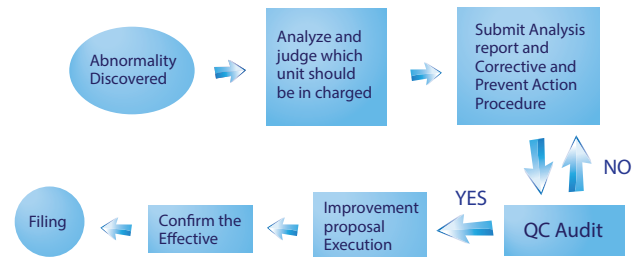 Abnormality
Discovered
Analyze and
judge which
unit should
be in charged
Submit Analysis
report and
Corrective and
Prevent Action
Procedure
NO
QC Audit
YES
Improvement
proposal
Execution
Confirm the
Effective
Filing